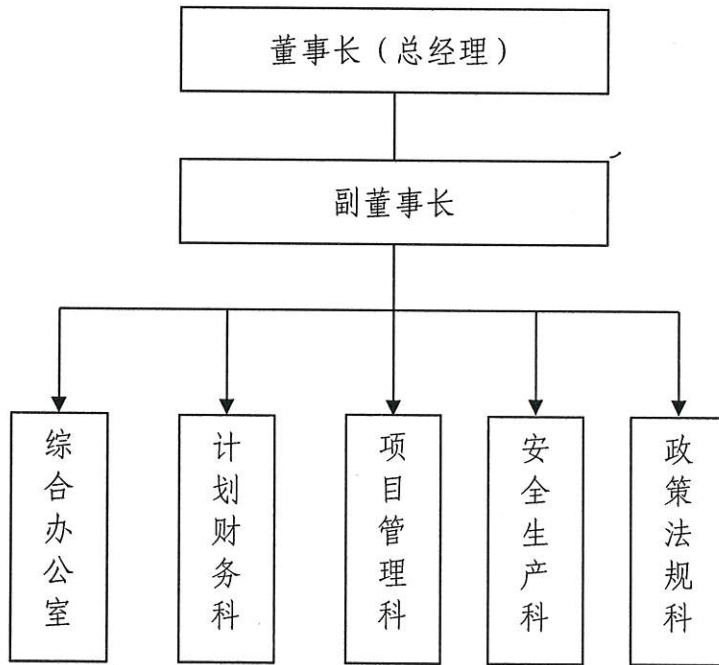 董事长（总经理）
副董事长
综合办公室
计划财务科
项目管理科
安全生产科
政策法规科